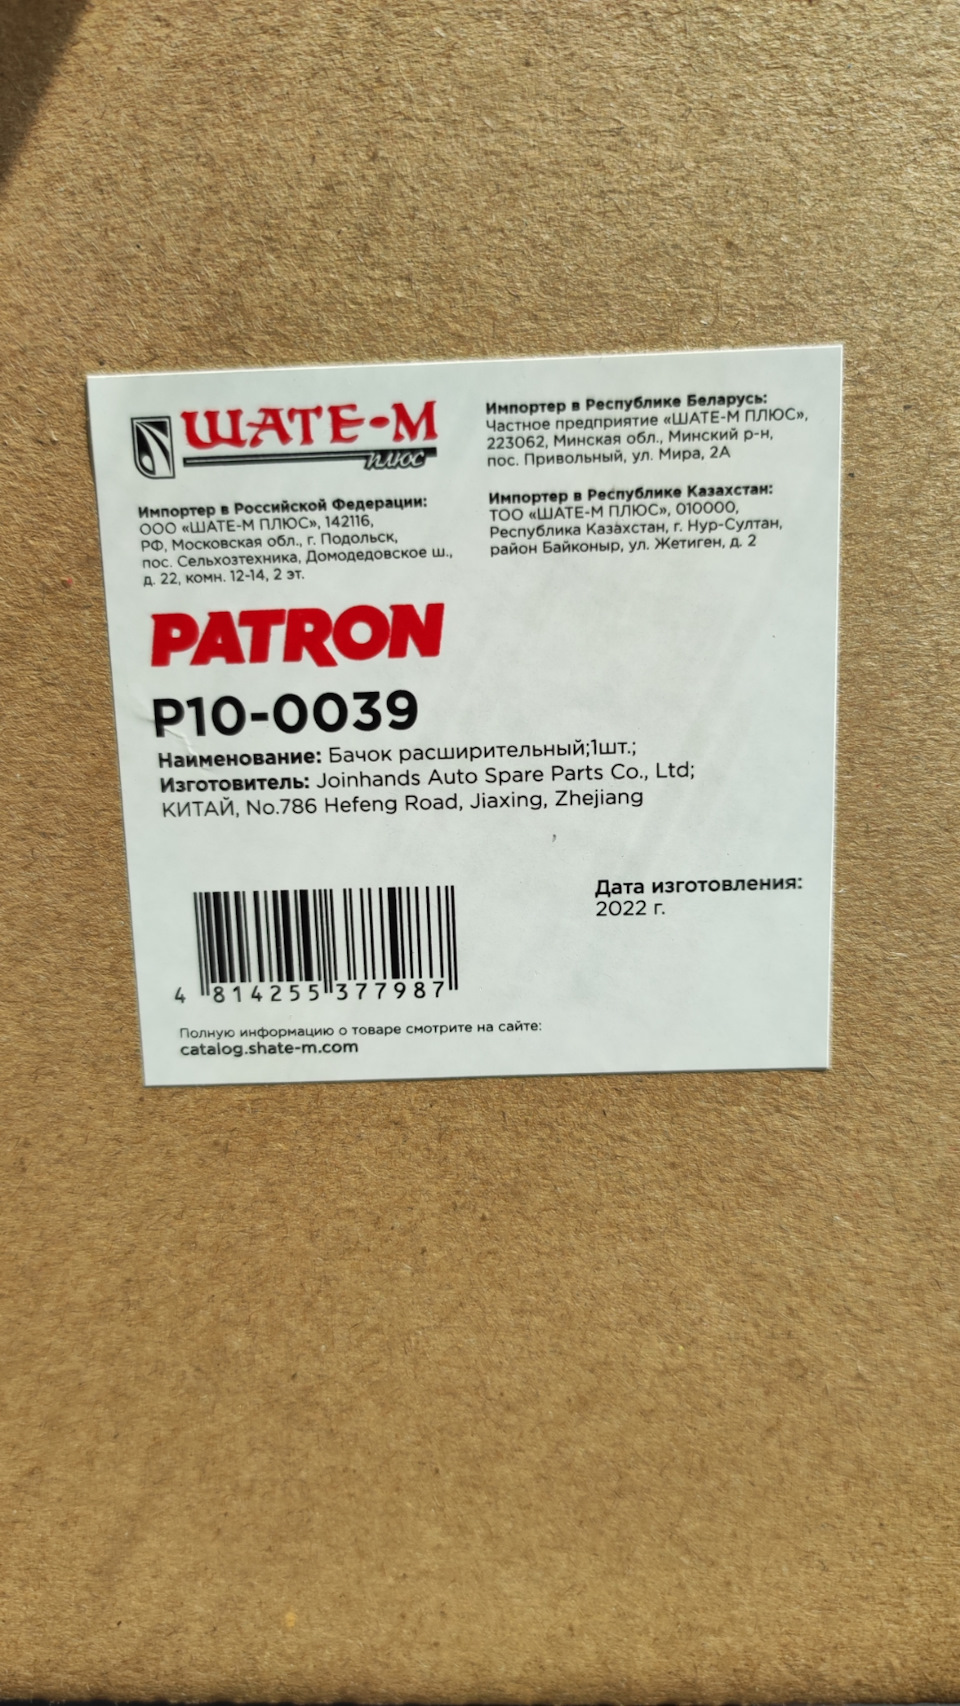 ШАТЕ-М
ПЛЮС
Импортер в Российской Федерации:
ООО «ШАТЕ-М ПЛЮС», 142116,
РФ, Московская обл., г. Подольск,
пос. Сельхозтехника, Домодедовское ш.,
д. 22, комн. 12-14, 2 эт.
Импортер в Республике Беларусь:
Частное предприятие «ШАТЕ-М ПЛЮС»,
223062, Минская обл., Минский р-н,
пос. Привольный, ул. Мира, 2А
Импортер в Республике Казахстан:
ТОО «ШАТЕ-М ПЛЮС», 010000,
Республика Казахстан, г. Нур-Султан,
район Байконыр, ул. Жетиген, д. 2
PATRON
P10-0039
Наименование: Бачок расширительный;1шт.;
Изготовитель: Joinhands Auto Spare Parts Co., Ltd;
КИТАЙ, No.786 Hefeng Road, Jiaxing, Zhejiang
Дата изготовления:
2022 г.
4 814255 377987
Полную информацию о товаре смотрите на сайте:
catalog.shate-m.com